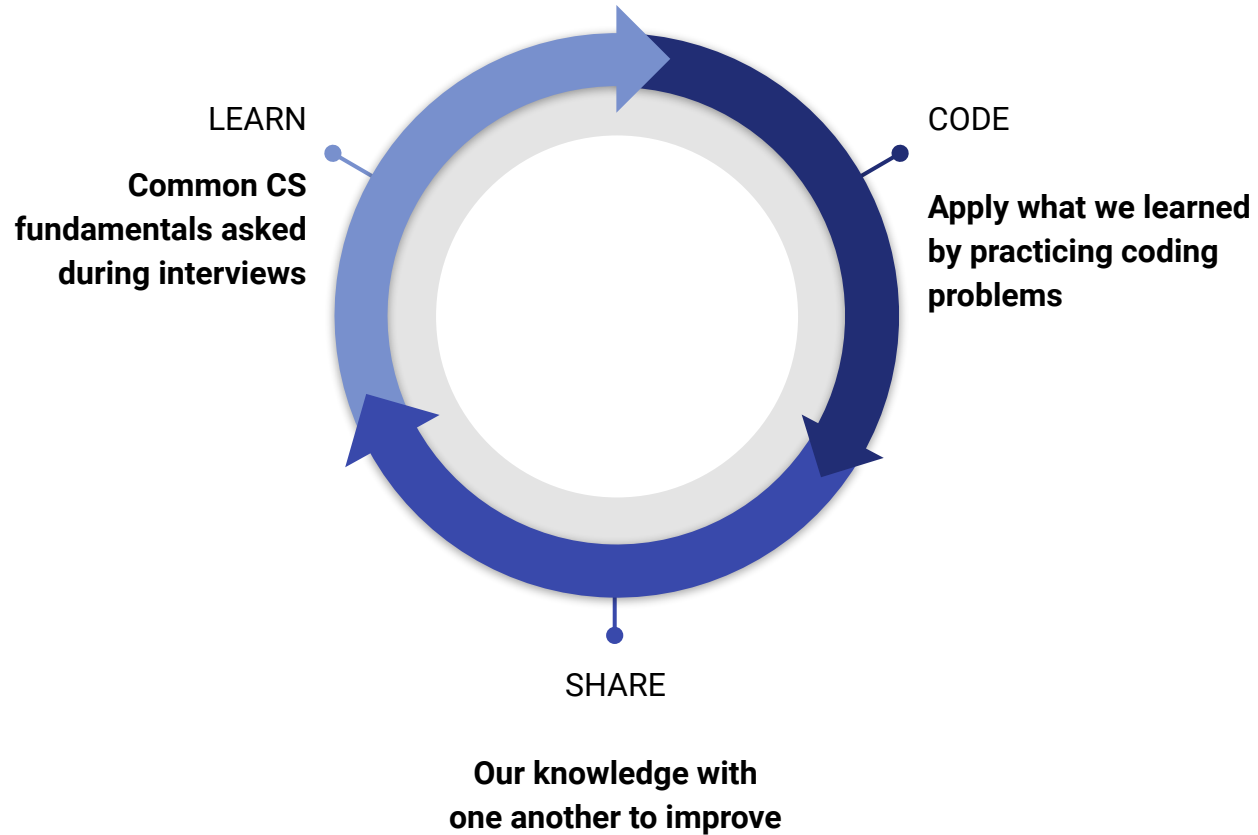 LEARN
Common CS
fundamentals asked
during interviews
CODE
Apply what we learned
by practicing coding
problems
SHARE
Our knowledge with
one another to improve